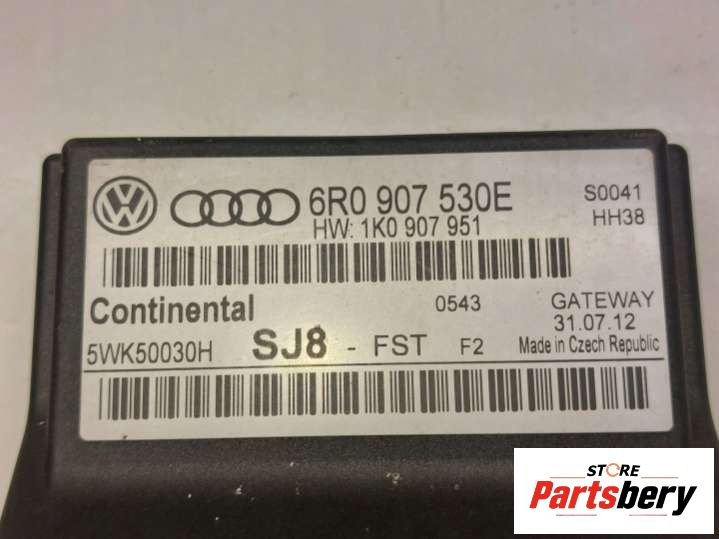 6R0 907 530E S0041
HW: 1K0 907 951 HH38
Continental 0543 GATEWAY
31.07.12
5WK50030H SJ8 - FST F2 Made in Czech Republic
STORE
Partsbery